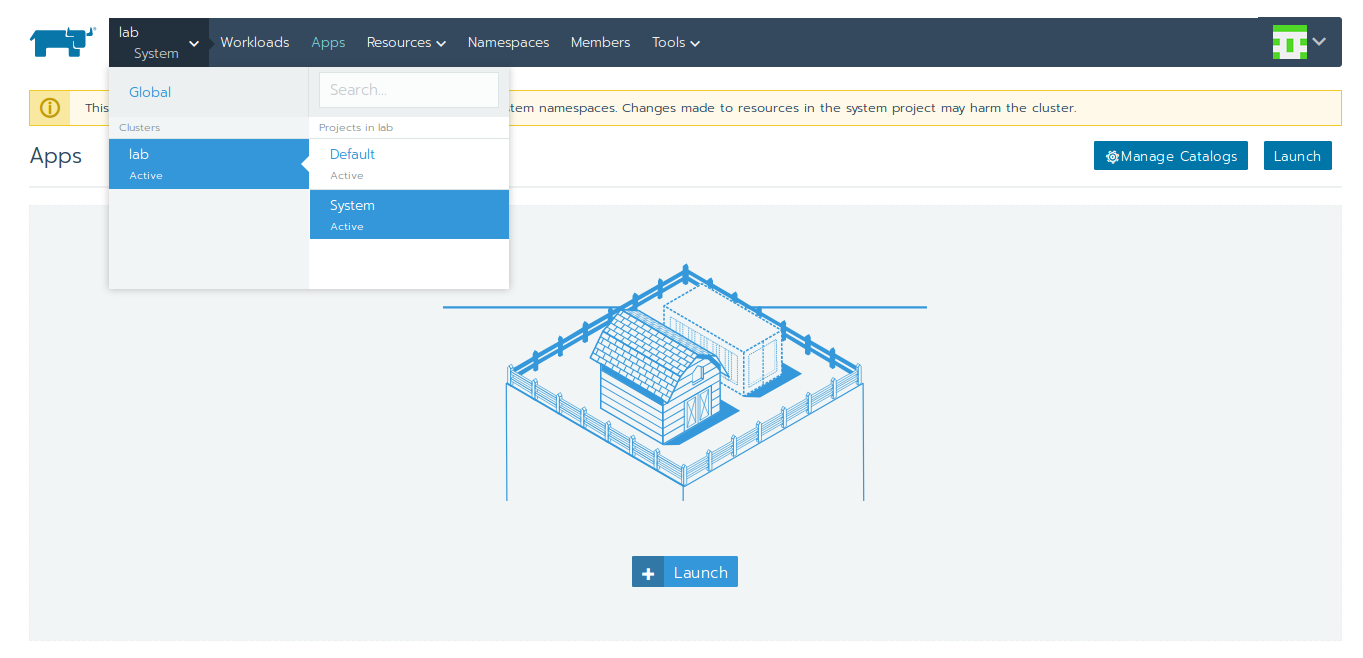 lab
System
Workloads
Apps
Resources
Namespaces
Members
Tools
Global
Search...
This
tem namespaces. Changes made to resources in the system project may harm the cluster.
Clusters
Projects in lab
Apps
lab
Active
Default
Active
Manage Catalogs
Launch
System
Active
Launch